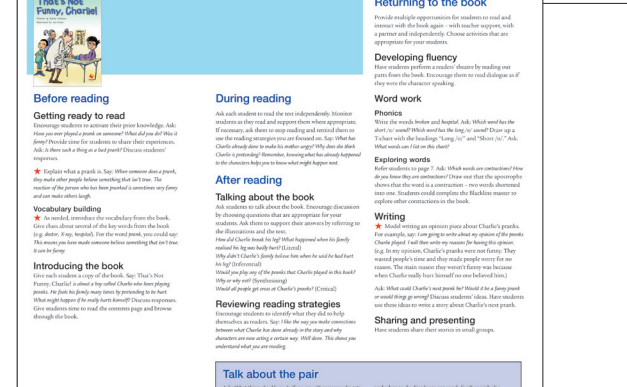 That's Not
Funny, Charlie!
Before reading
Getting ready to read
Encourage students to activate their prior knowledge. Ask:
Have you ever played a prank on someone? What did you do? Was it
funny? Provide time for students to share their experiences.
Ask: Is there such a thing as a bad prank? Discuss students'
responses.
★ Explain what a prank is. Say: When someone does a prank,
they make other people believe something that isn't true. The
reaction of the person who has been pranked is sometimes very funny
and can make others laugh.
Vocabulary building
★ As needed, introduce the vocabulary from the book.
Give clues about several of the key words from the book
(e.g. doctor, X-ray, hospital). For the word prank, you could say:
This means you have made someone believe something that isn't true.
It can be funny.
Introducing the book
Give each student a copy of the book. Say: That's Not
Funny, Charlie! is about a boy called Charlie who loves playing
pranks. He fools his family many times by pretending to be hurt.
What might happen if he really hurts himself? Discuss responses.
Give students time to read the contents page and browse
through the book.
During reading
Ask each student to read the text independently. Monitor
students as they read and support them where appropriate.
If necessary, ask them to stop reading and remind them to
use the reading strategies you are focused on. Say: What has
Charlie already done to make his mother angry? Why does she think
Charlie is pretending? Remember, knowing what has already happened
to the characters helps you to know what might happen next.
After reading
Talking about the book
Ask students to talk about the book. Encourage discussion
by choosing questions that are appropriate for your
students. Ask them to support their answers by referring to
the illustrations and the text.
How did Charlie break his leg? What happened when his family
realised his leg was badly hurt? (Literal)
Why didn't Charlie's family believe him when he said he had hurt
his leg? (Inferential)
Would you play any of the pranks that Charlie played in this book?
Why or why not? (Synthesising)
Would all people get cross at Charlie's pranks? (Critical)
Reviewing reading strategies
Encourage students to identify what they did to help
themselves as readers. Say: I like the way you make connections
between what Charlie has done already in the story and why
characters are now acting a certain way. Well done. This shows you
understand what you are reading.
Returning to the book
Provide multiple opportunities for students to read and
interact with the book again – with teacher support, with
a partner and independently. Choose activities that are
appropriate for your students.
Developing fluency
Have students perform a readers' theatre by reading out
parts from the book. Encourage them to read dialogue as if
they were the character speaking.
Word work
Phonics
Write the words broken and hospital. Ask: Which word has the
short /o/ sound? Which word has the long /o/ sound? Draw up a
T-chart with the headings "Long /o/" and "Short /o/". Ask:
What words can I list on this chart?
Exploring words
Refer students to page 7. Ask: Which words are contractions? How
do you know they are contractions? Draw out that the apostrophe
shows that the word is a contraction – two words shortened
into one. Students could complete the Blackline master to
explore other contractions in the book.
Writing
★ Model writing an opinion piece about Charlie's pranks.
For example, say: I am going to write about my opinion of the pranks
Charlie played. I will then write my reasons for having this opinion.
(e.g. In my opinion, Charlie's pranks were not funny. They
wasted people's time and they made people worry for no
reason. The main reason they weren't funny was because
when Charlie really hurt himself no one believed him.)
Ask: What could Charlie's next prank be? Would it be a funny prank
or would things go wrong? Discuss students' ideas. Have students
use these ideas to write a story about Charlie's next prank.
Sharing and presenting
Have students share their stories in small groups.
Talk about the pair